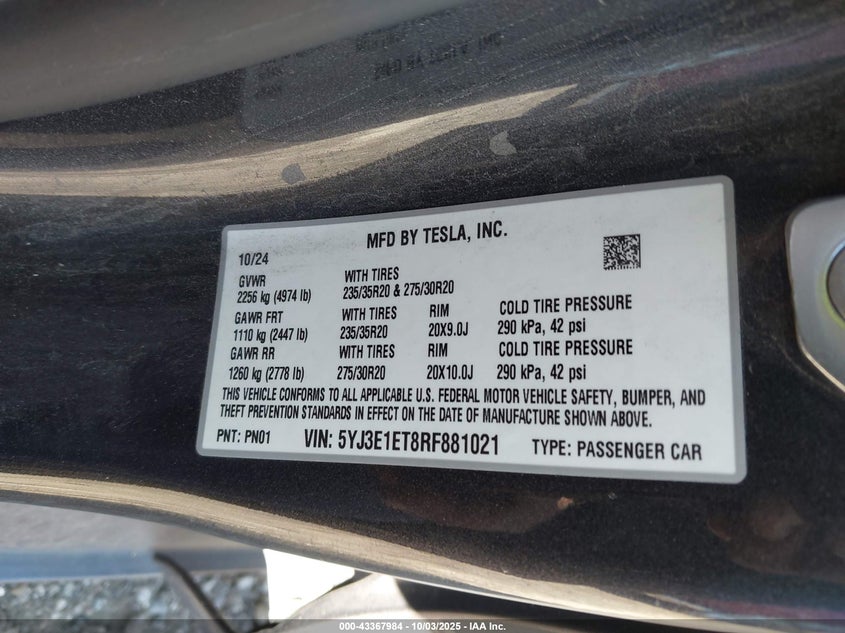 MFD BY TESLA, INC.
10/24
GVWR WITH TIRES
2256 kg (4974 lb) 235/35R20 & 275/30R20
GAWR FRT WITH TIRES RIM COLD TIRE PRESSURE
1110 kg (2447 lb) 235/35R20 20X9.0J 290 kPa, 42 psi
GAWR RR WITH TIRES RIM COLD TIRE PRESSURE
1260 kg (2778 lb) 275/30R20 20X10.0J 290 kPa, 42 psi
THIS VEHICLE CONFORMS TO ALL APPLICABLE U.S. FEDERAL MOTOR VEHICLE SAFETY, BUMPER, AND
THEFT PREVENTION STANDARDS IN EFFECT ON THE DATE OF MANUFACTURE SHOWN ABOVE.
PNT: PN01 VIN: 5YJ3E1ET8RF881021 TYPE: PASSENGER CAR
000-43367984 - 10/03/2025 - IAA Inc.